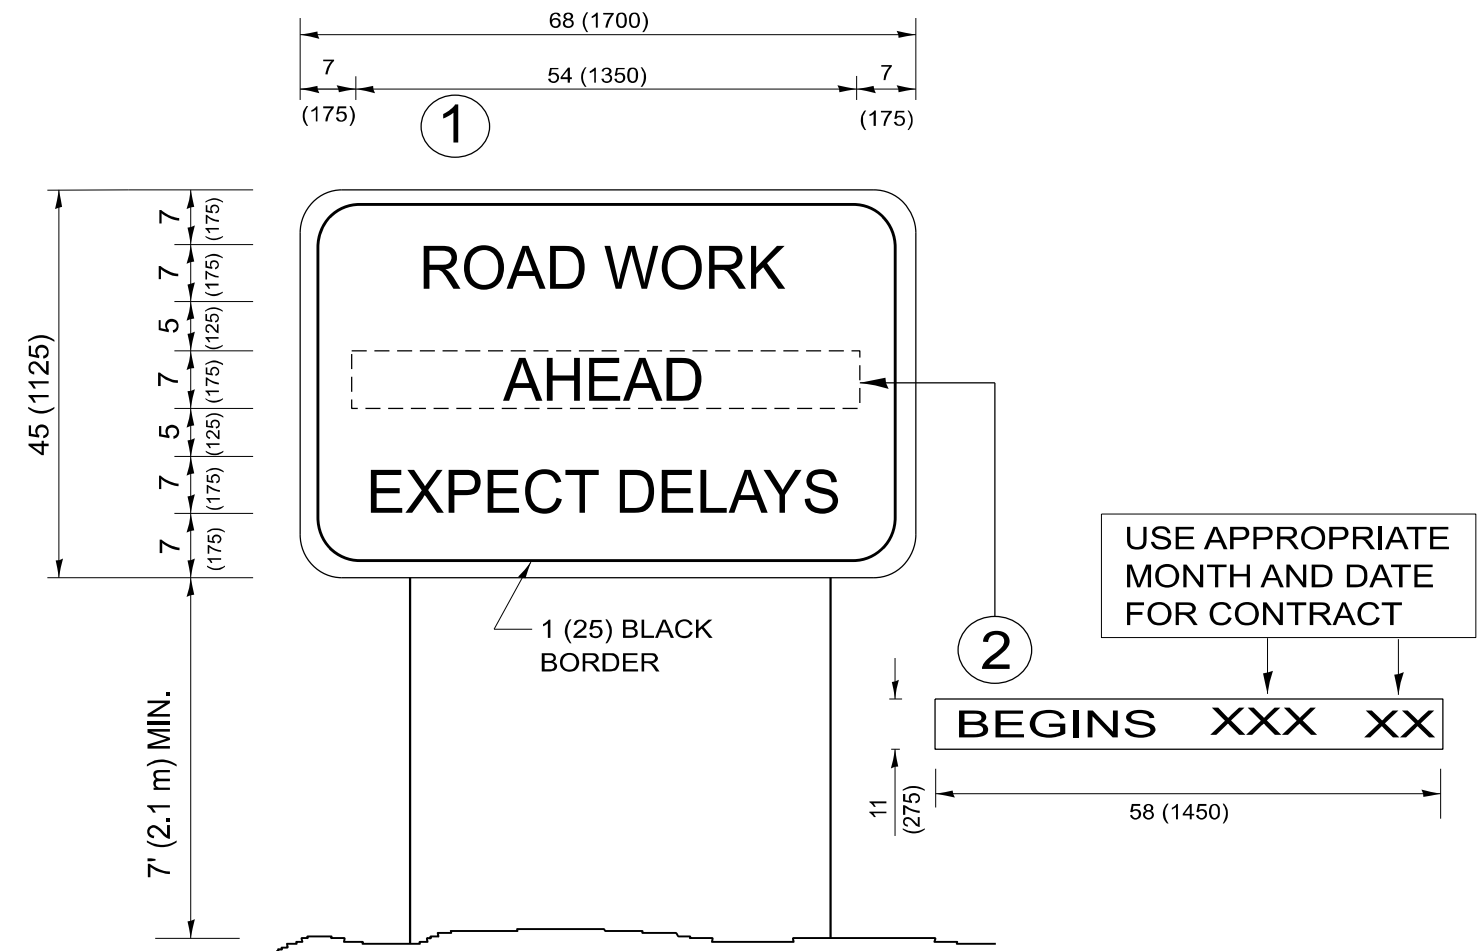 68 (1700)
7
54 (1350)
7
(175)
(175)
1
7
(175)
ROAD WORK
7
(175)
5
(125)
45 (1125)
AHEAD
7
(175)
5
(125)
EXPECT DELAYS
7
(175)
7
(175)
USE APPROPRIATE
MONTH AND DATE
FOR CONTRACT
1 (25) BLACK
BORDER
2
7' (2.1 m) MIN.
BEGINS XXX XX
11
(275)
58 (1450)